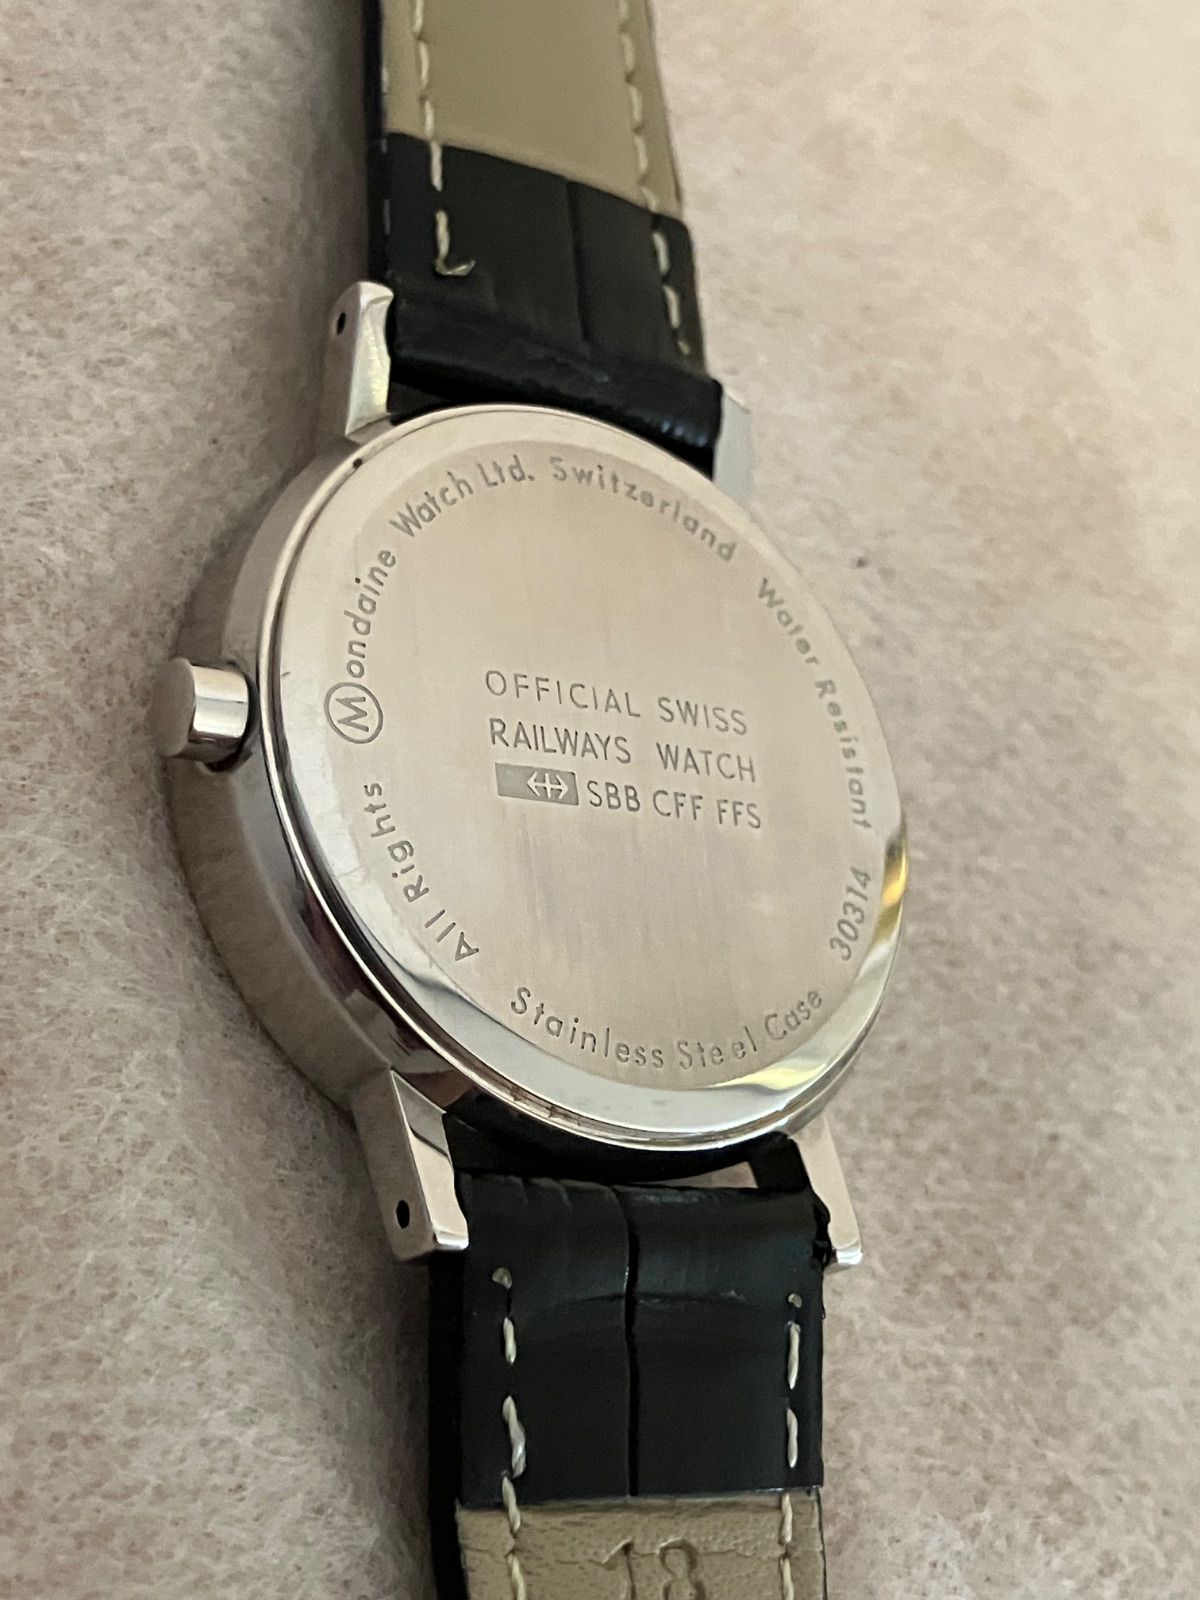 Mondaine Watch Ltd. Switzerland
Water Resistant
30314
Stainless Steel Case
All Rights
OFFICIAL SWISS
RAILWAYS WATCH
SBB CFF FFS
18